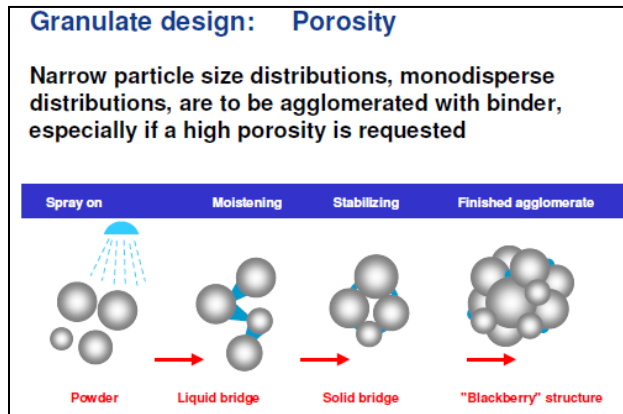 Granulate design: Porosity
Narrow particle size distributions, monodisperse
distributions, are to be agglomerated with binder,
especially if a high porosity is requested
Spray on Moistening Stabilizing Finished agglomerate
Powder Liquid bridge Solid bridge "Blackberry" structure